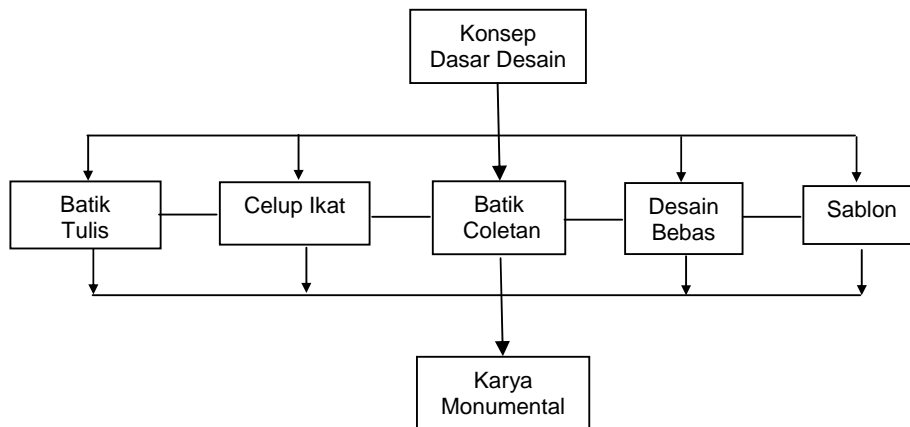 Konsep
Dasar Desain
Batik
Tulis
Celup Ikat
Batik
Coletan
Desain
Bebas
Sablon
Karya
Monumental